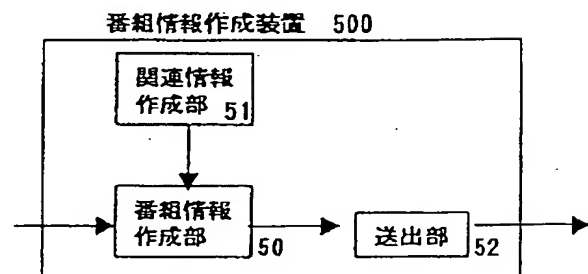 番組情報作成装置 500
関連情報
作成部 51
番組情報
作成部 50
送出部 52